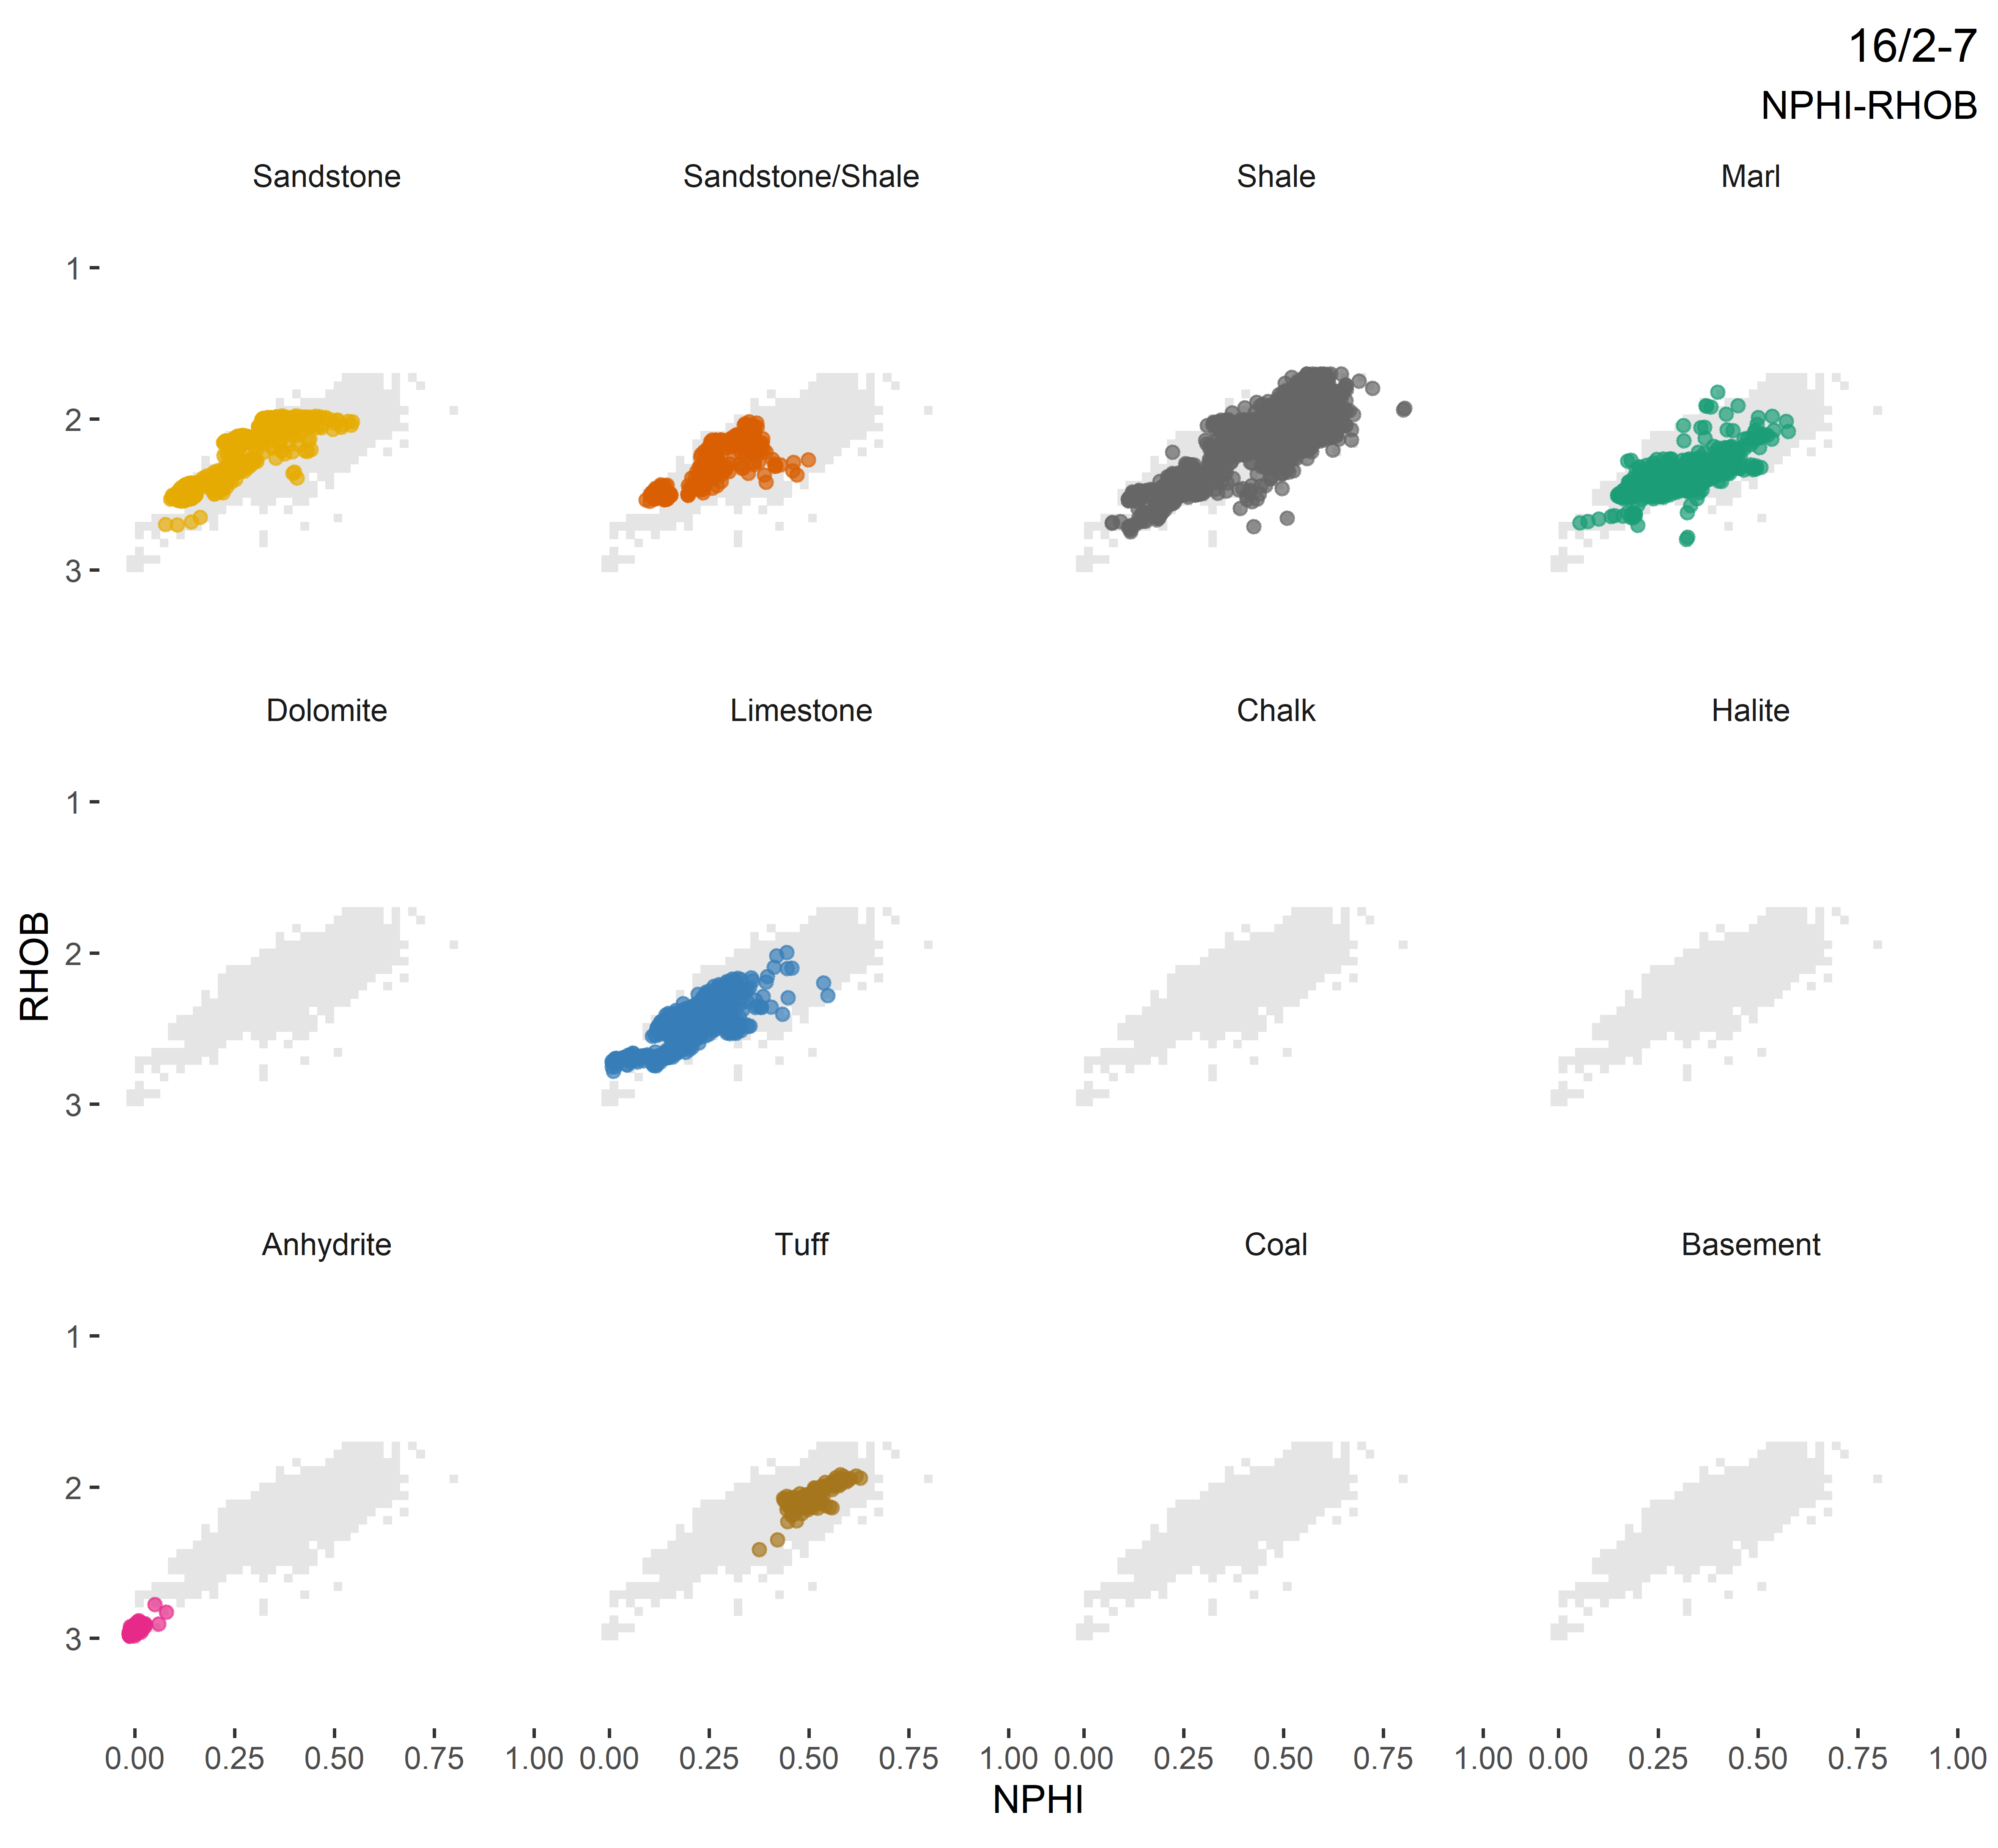 16/2-7
NPHI-RHOB
Sandstone Sandstone/Shale Shale Marl
1
2
3
Dolomite Limestone Chalk Halite
1
2
3
RHOB
Anhydrite Tuff Coal Basement
1
2
3
0.00 0.25 0.50 0.75 1.00 0.00 0.25 0.50 0.75 1.00 0.00 0.25 0.50 0.75 1.00 0.00 0.25 0.50 0.75 1.00
NPHI